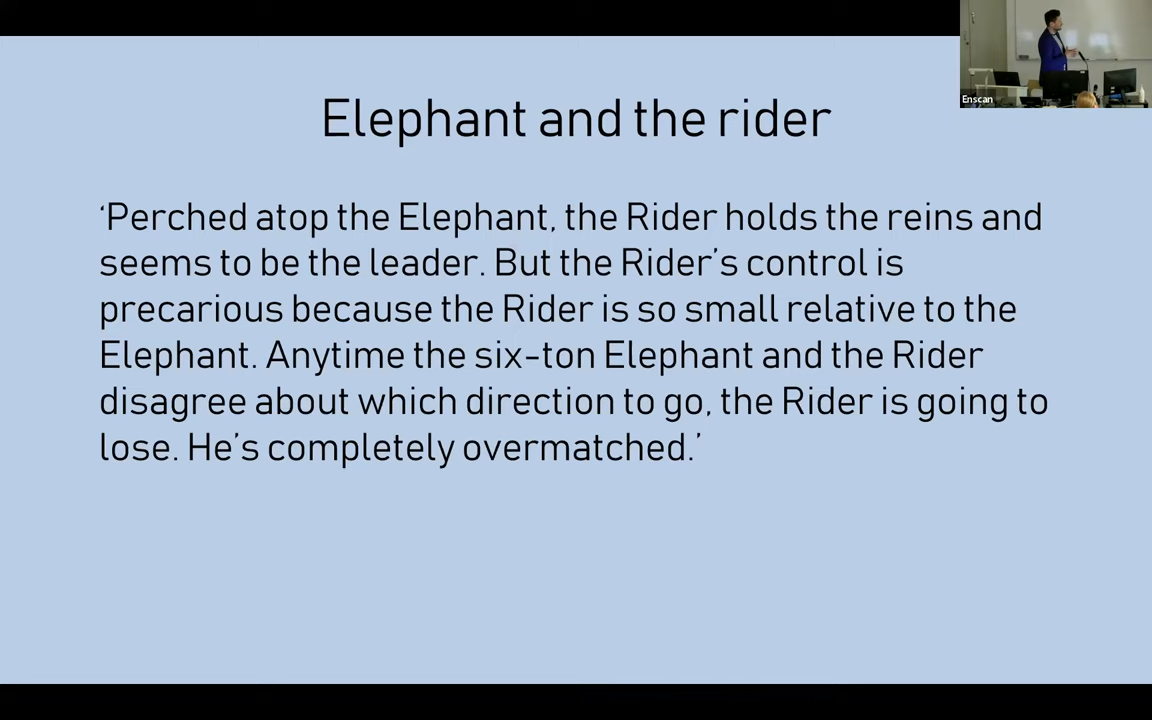 Elephant and the rider
‘Perched atop the Elephant, the Rider holds the reins and
seems to be the leader. But the Rider’s control is
precarious because the Rider is so small relative to the
Elephant. Anytime the six-ton Elephant and the Rider
disagree about which direction to go, the Rider is going to
lose. He’s completely overmatched.’
Enscan